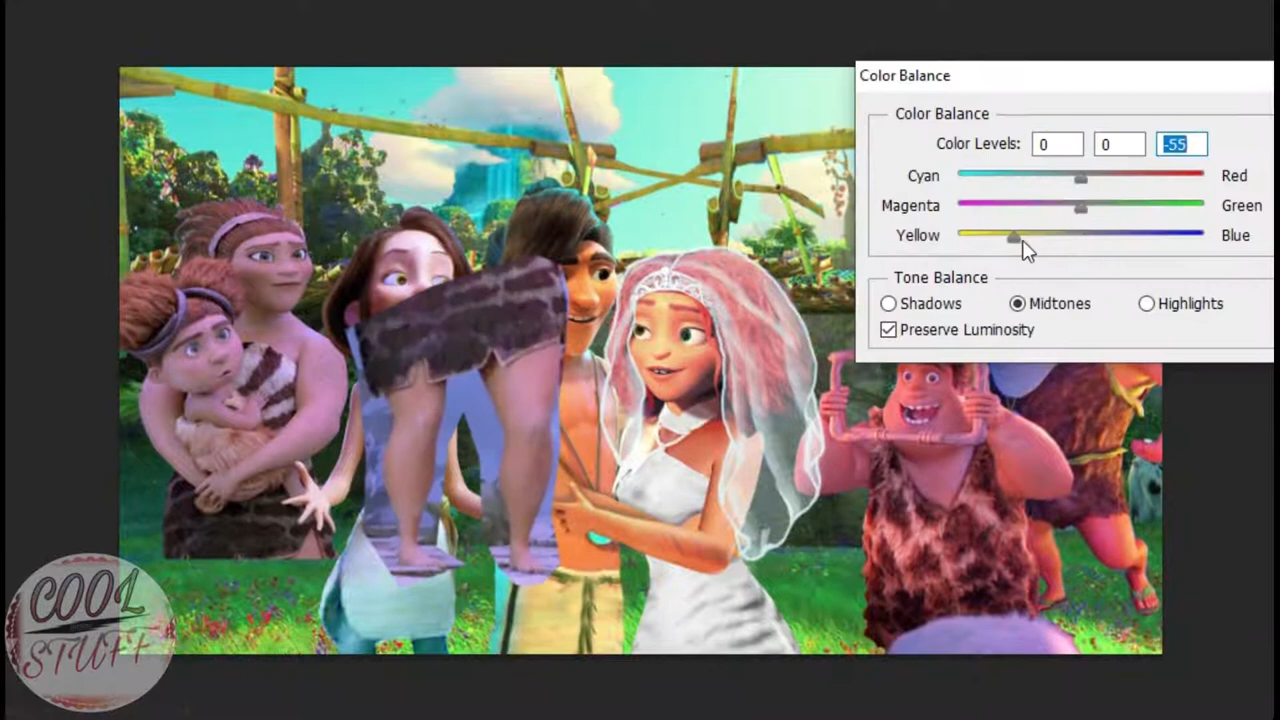 Color Balance
Color Balance
Color Levels: 0 0 -55
Cyan Red
Magenta Green
Yellow Blue
Tone Balance
Shadows Midtones Highlights
Preserve Luminosity
COOL
STUFF